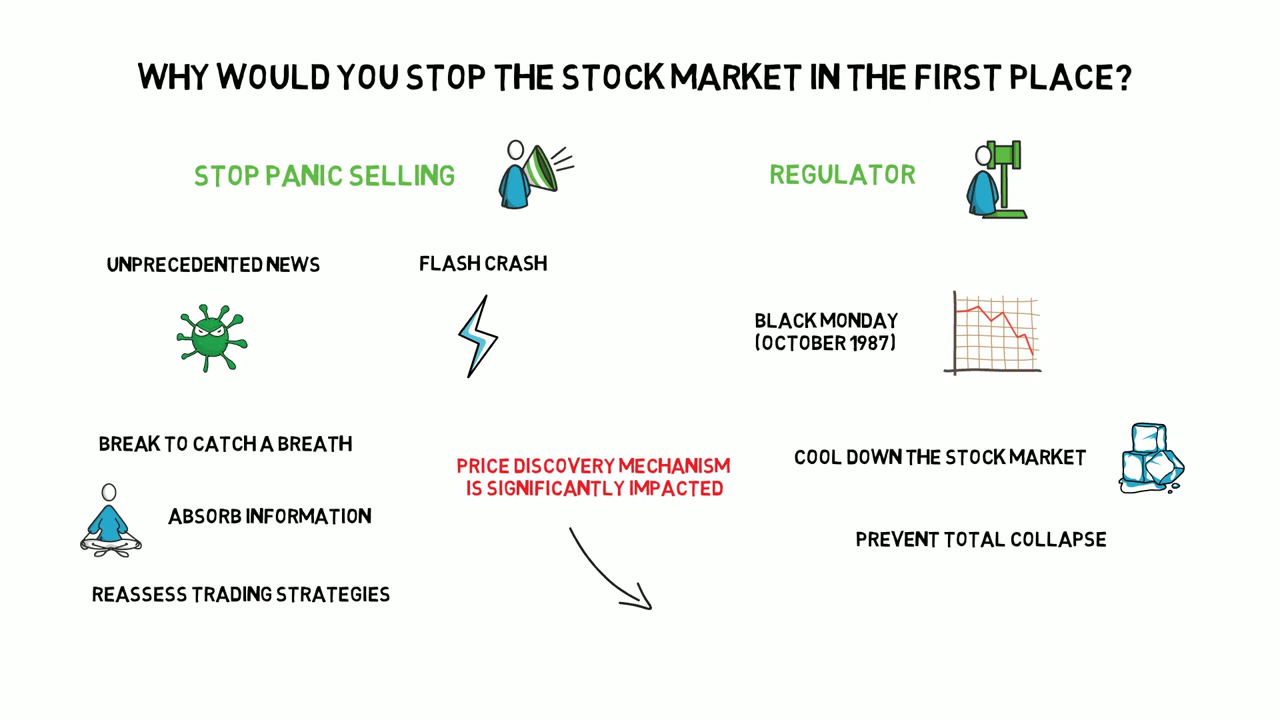 WHY WOULD YOU STOP THE STOCK MARKET IN THE FIRST PLACE?
STOP PANIC SELLING
REGULATOR
UNPRECEDENTED NEWS
FLASH CRASH
BLACK MONDAY
(OCTOBER 1987)
BREAK TO CATCH A BREATH
PRICE DISCOVERY MECHANISM
IS SIGNIFICANTLY IMPACTED
COOL DOWN THE STOCK MARKET
ABSORB INFORMATION
PREVENT TOTAL COLLAPSE
REASSESS TRADING STRATEGIES